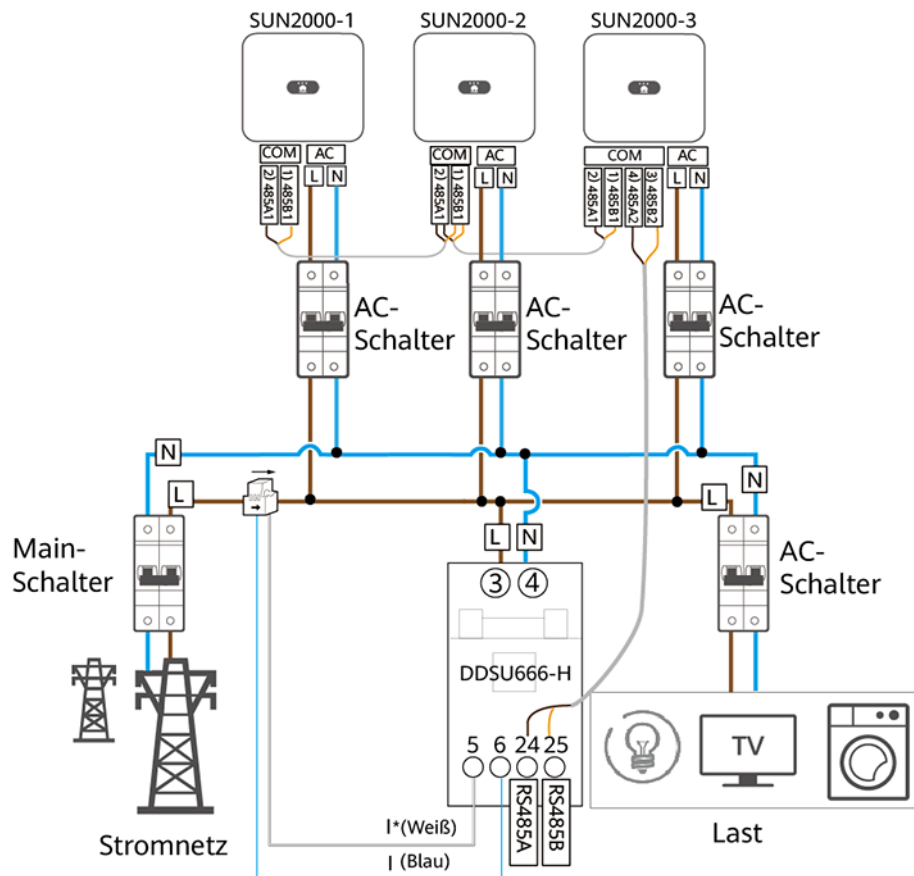 SUN2000-1
SUN2000-2
SUN2000-3
COM
AC
COM
AC
COM
AC
2) 485A1
1) 485B1
L
N
2) 485A1
1) 485B1
L
N
2) 485A1
1) 485B1
4) 485A2
3) 485B2
L
N
AC-
Schalter
AC-
Schalter
AC-
Schalter
N
L
L
N
Main-
Schalter
L
N
AC-
Schalter
3
4
DDSU666-H
5
6
24
25
RS485A
RS485B
TV
Stromnetz
I*(Weiß)
I (Blau)
Last